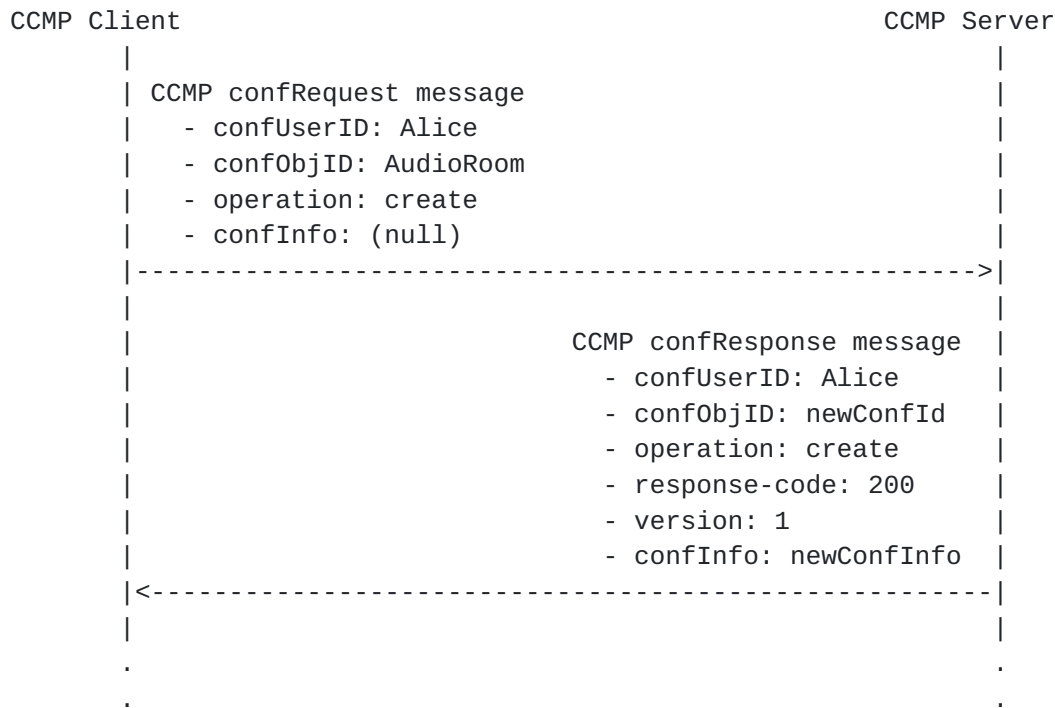 CCMP Client CCMP Server
CCMP confRequest message
- confUserID: Alice
- confObjID: AudioRoom
- operation: create
- confInfo: (null)
CCMP confResponse message
- confUserID: Alice
- confObjID: newConfId
- operation: create
- response-code: 200
- version: 1
- confInfo: newConfInfo